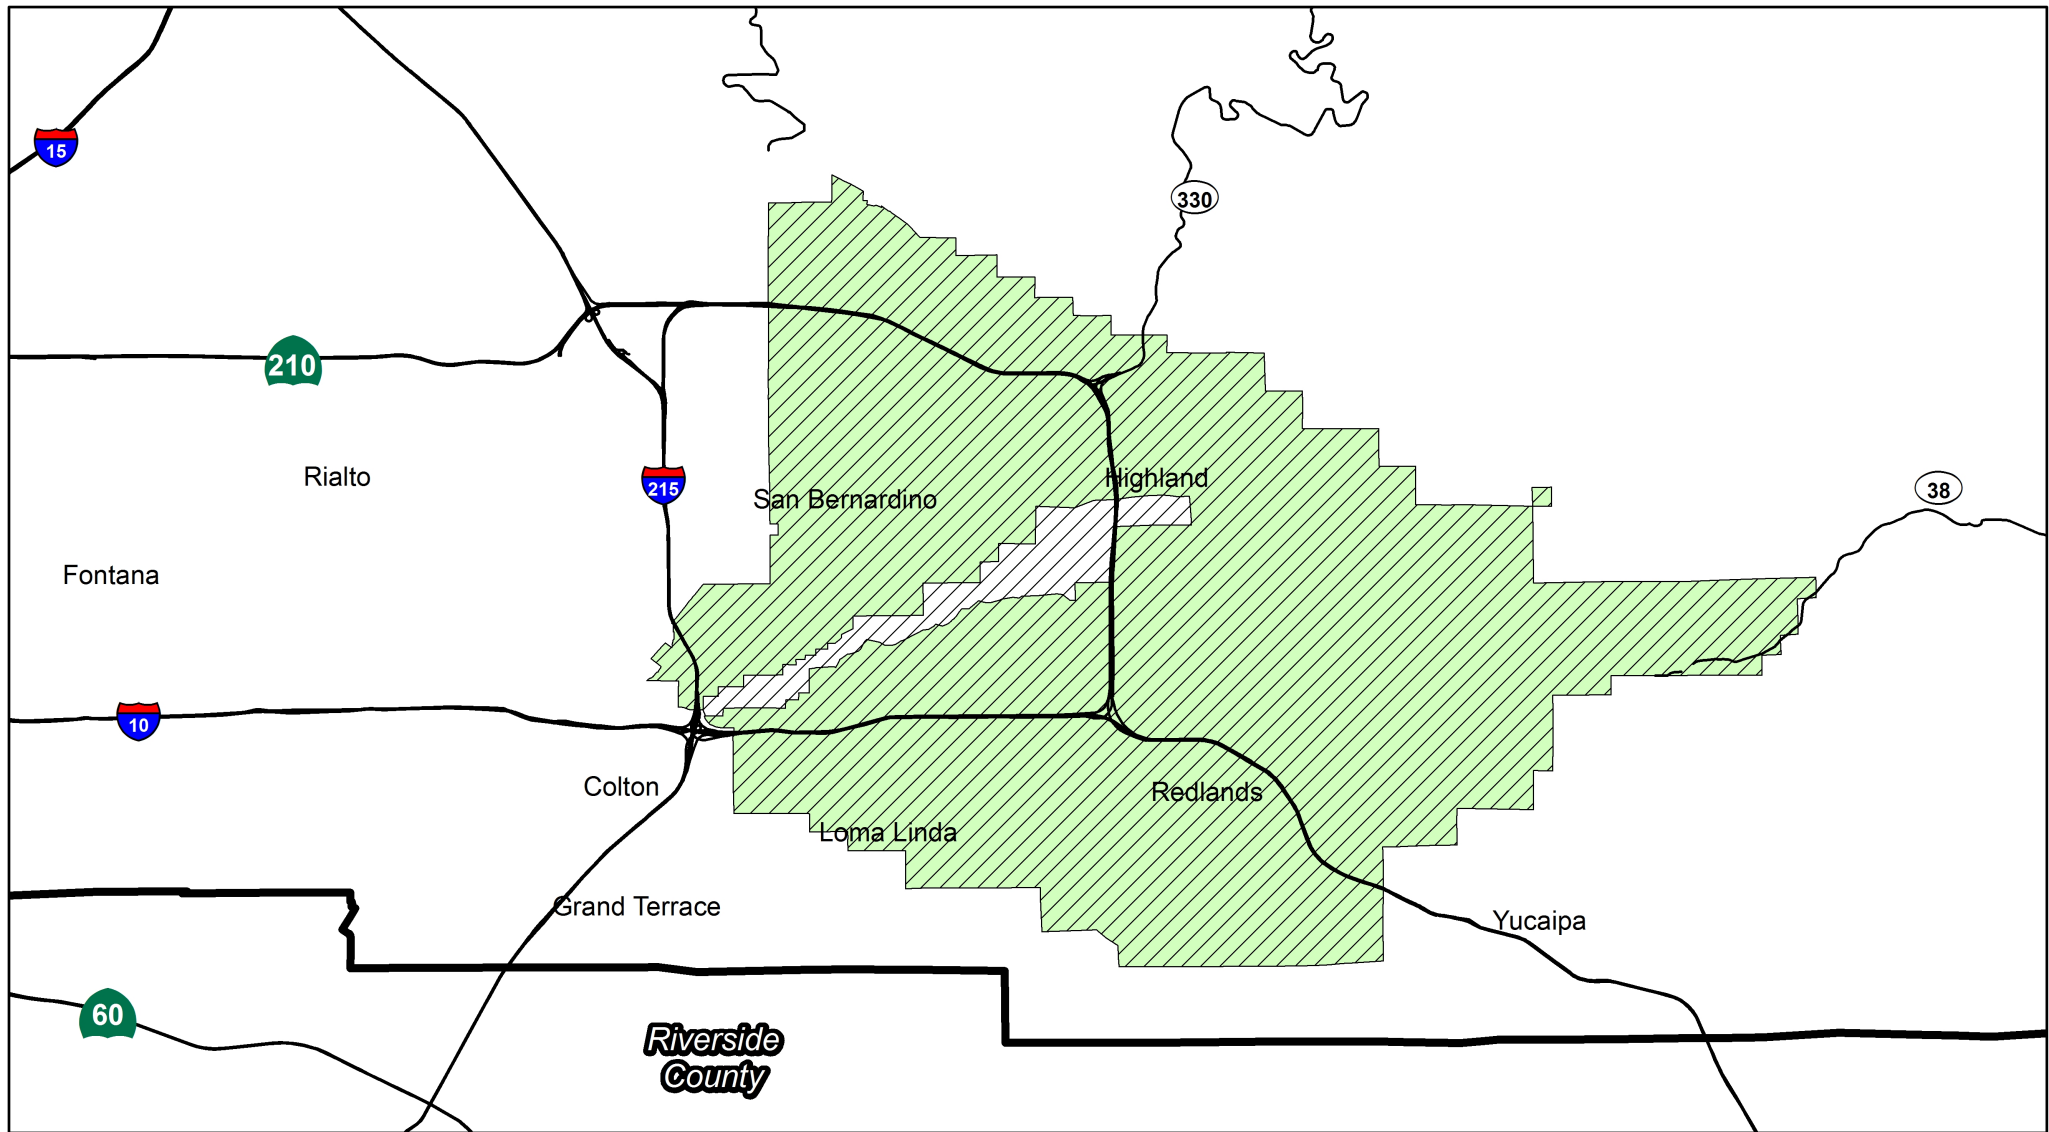 15
330
210
Rialto
215
Highland
San Bernardino
38
Fontana
10
Colton
Redlands
Loma Linda
Grand Terrace
Yucaipa
60
Riverside
County